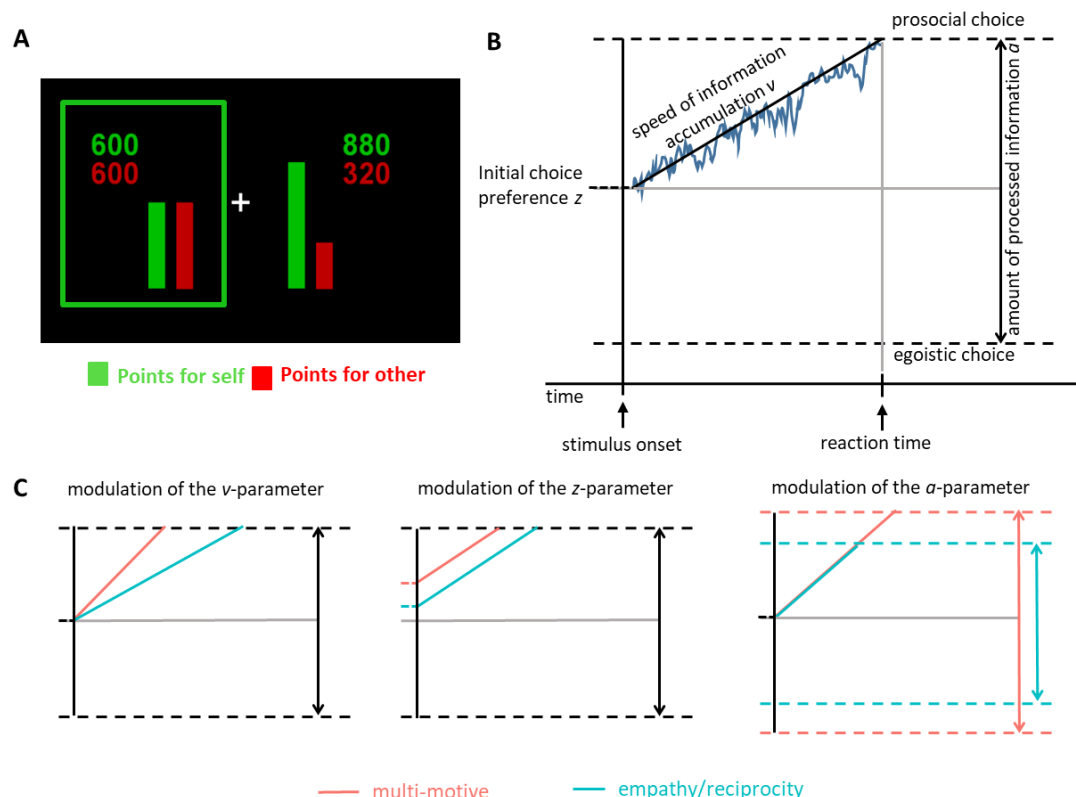 A
600
600
+
880
320
Points for self
Points for other
B
prosocial choice
speed of information
accumulation v
Initial choice
preference z
amount of processed information a
egoistic choice
time
stimulus onset
reaction time
C
modulation of the v-parameter
modulation of the z-parameter
modulation of the a-parameter
multi-motive
empathy/reciprocity